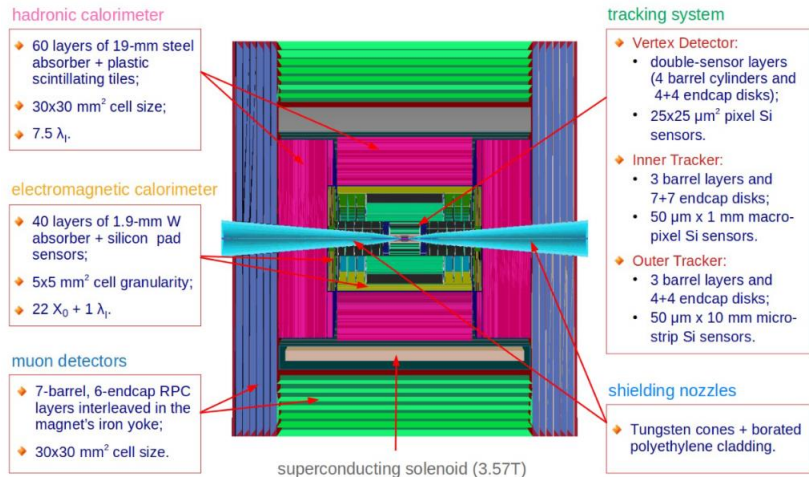 hadronic calorimeter
60 layers of 19-mm steel
absorber + plastic
scintillating tiles;
30x30 mm² cell size;
7.5 λI.
electromagnetic calorimeter
40 layers of 1.9-mm W
absorber + silicon pad
sensors;
5x5 mm² cell granularity;
22 X0 + 1 λI.
muon detectors
7-barrel, 6-endcap RPC
layers interleaved in the
magnet's iron yoke;
30x30 mm² cell size.
superconducting solenoid (3.57T)
tracking system
Vertex Detector:
• double-sensor layers
(4 barrel cylinders and
4+4 endcap disks);
• 25x25 µm² pixel Si
sensors.
Inner Tracker:
• 3 barrel layers and
7+7 endcap disks;
• 50 µm x 1 mm macro-
pixel Si sensors.
Outer Tracker:
• 3 barrel layers and
4+4 endcap disks;
• 50 µm x 10 mm micro-
strip Si sensors.
shielding nozzles
Tungsten cones + borated
polyethylene cladding.